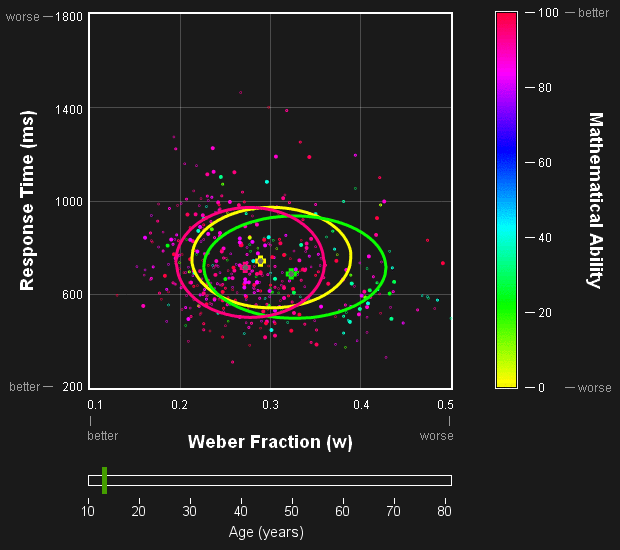 worse
1800
1400
1000
600
200
better
Response Time (ms)
0.1
0.2
0.3
0.4
0.5
better
worse
Weber Fraction (w)
10
20
30
40
50
60
70
80
Age (years)
100
better
80
60
40
20
0
worse
Mathematical Ability